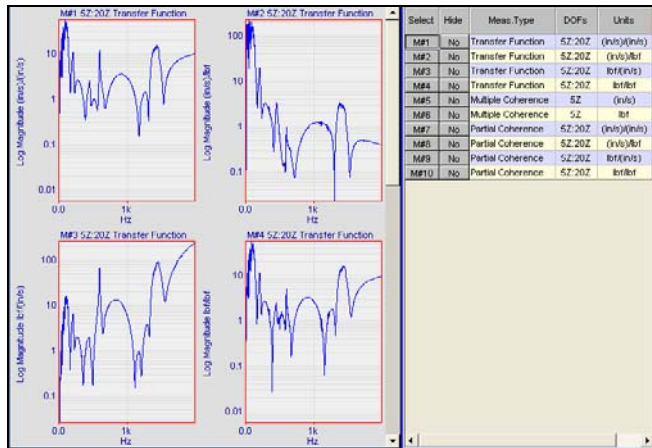 M#1 5Z:20Z Transfer Function
Log Magnitude (in/s)/(in/s)
10
1
0.1
0.01
0.0
1k
Hz
M#2 5Z:20Z Transfer Function
Log Magnitude (in/s)/lbf
100
10
1
0.1
0.0
1k
Hz
M#3 5Z:20Z Transfer Function
Log Magnitude lbf/(in/s)
100
10
1
0.1
0.0
1k
Hz
M#4 5Z:20Z Transfer Function
Log Magnitude lbf/lbf
10
1
0.1
0.01
0.0
1k
Hz
Select Hide Meas.Type DOFs Units
M#1 No Transfer Function 5Z:20Z (in/s)/(in/s)
M#2 No Transfer Function 5Z:20Z (in/s)/lbf
M#3 No Transfer Function 5Z:20Z lbf/(in/s)
M#4 No Transfer Function 5Z:20Z lbf/lbf
M#5 No Multiple Coherence 5Z (in/s)
M#6 No Multiple Coherence 5Z lbf
M#7 No Partial Coherence 5Z:20Z (in/s)/(in/s)
M#8 No Partial Coherence 5Z:20Z (in/s)/lbf
M#9 No Partial Coherence 5Z:20Z lbf/(in/s)
M#10 No Partial Coherence 5Z:20Z lbf/lbf